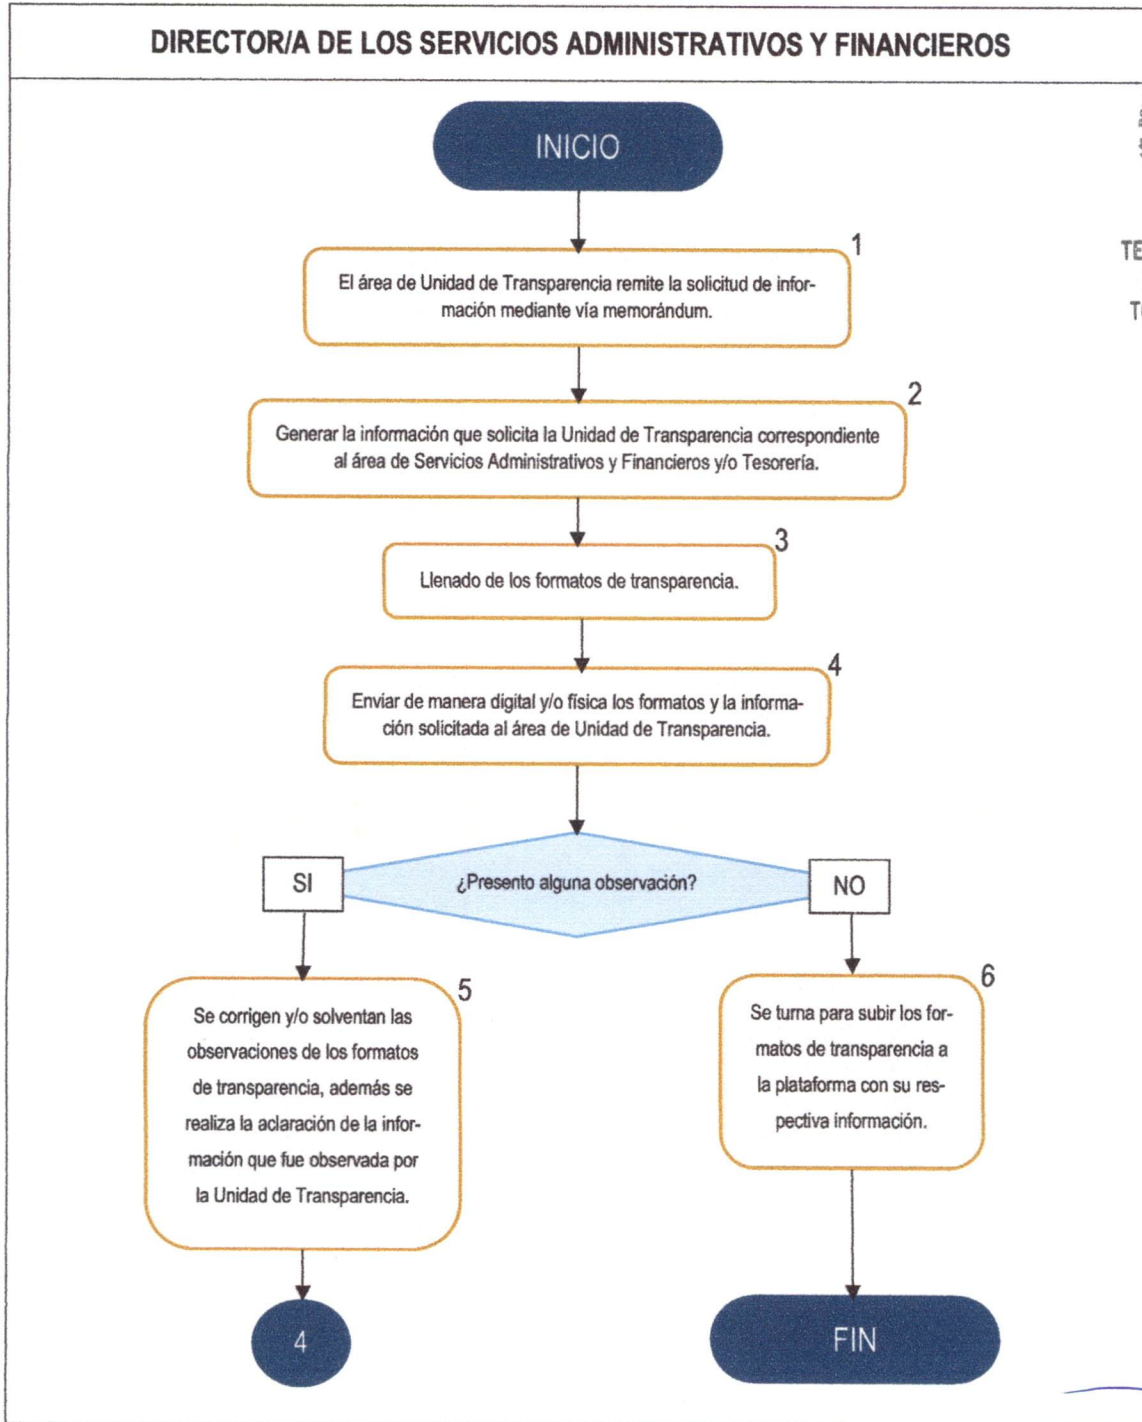 DIRECTOR/A DE LOS SERVICIOS ADMINISTRATIVOS Y FINANCIEROS
INICIO
1
El área de Unidad de Transparencia remite la solicitud de infor-
mación mediante vía memorándum.
2
Generar la información que solicita la Unidad de Transparencia correspondiente
al área de Servicios Administrativos y Financieros y/o Tesorería.
3
Llenado de los formatos de transparencia.
4
Enviar de manera digital y/o física los formatos y la informa-
ción solicitada al área de Unidad de Transparencia.
¿Presento alguna observación?
SI
NO
5
Se corrigen y/o solventan las
observaciones de los formatos
de transparencia, además se
realiza la aclaración de la infor-
mación que fue observada por
la Unidad de Transparencia.
4
6
Se turna para subir los for-
matos de transparencia a
la plataforma con su res-
pectiva información.
FIN
TE